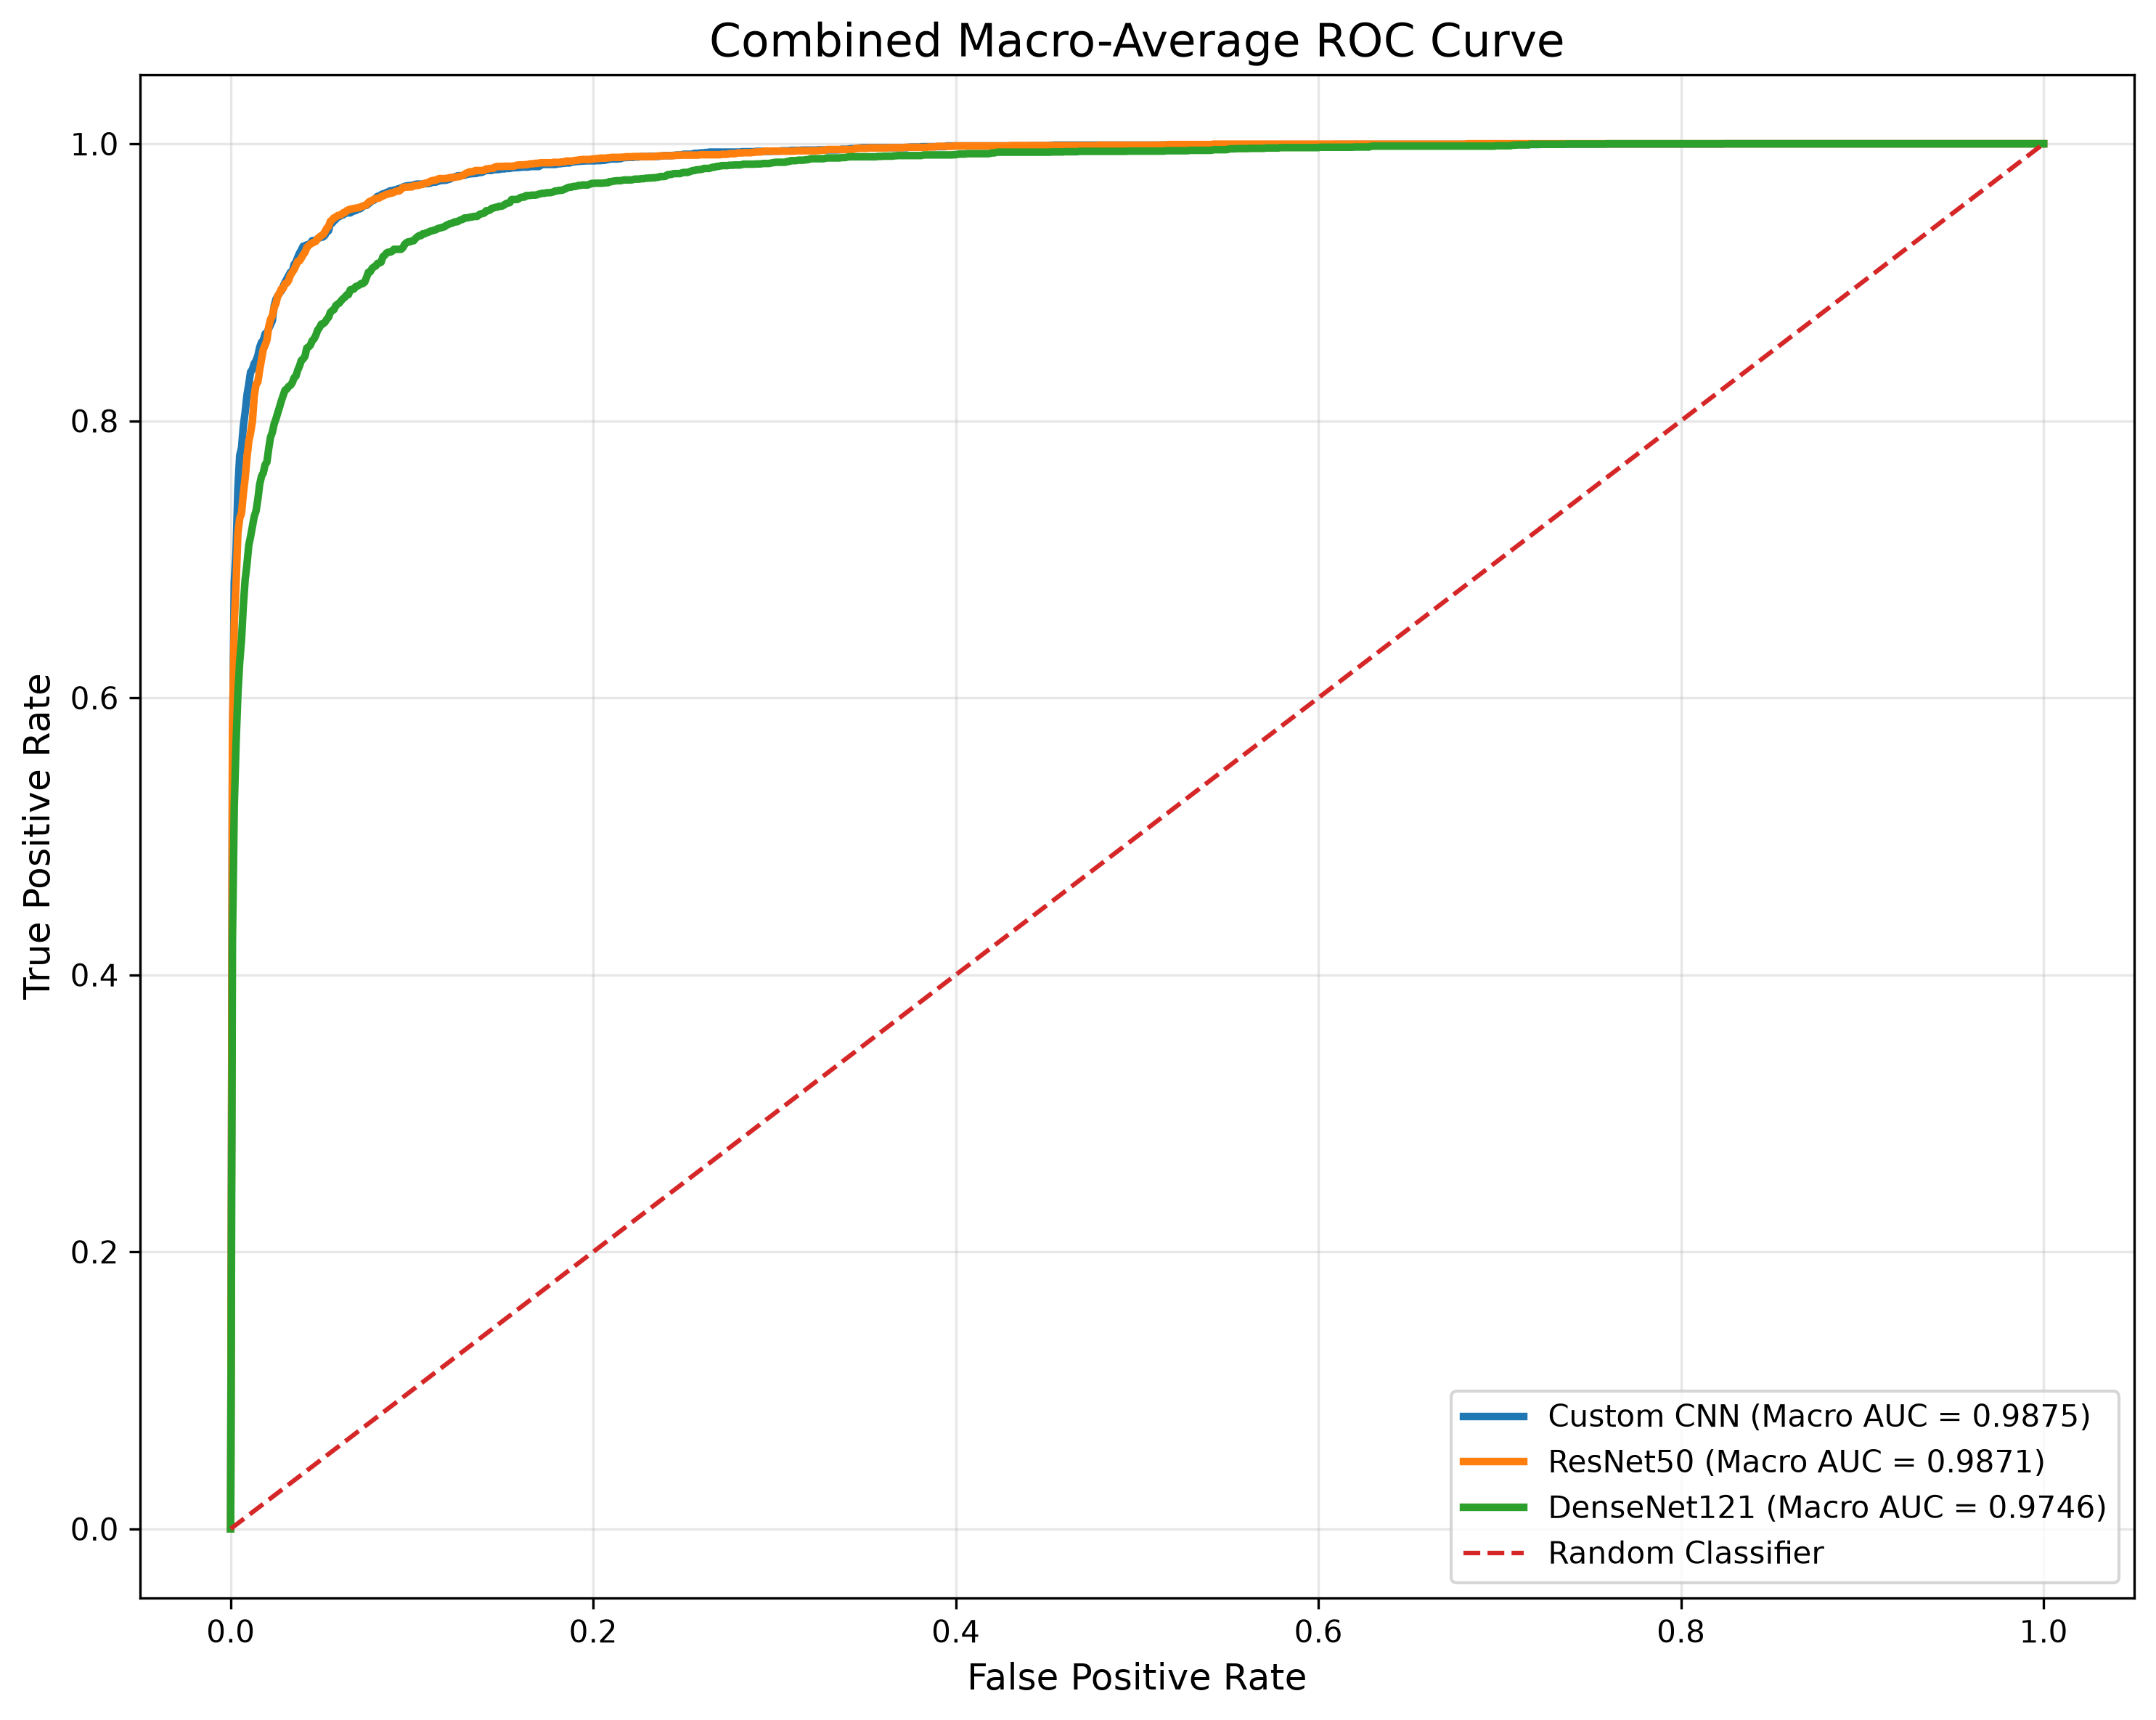 Combined Macro-Average ROC Curve
True Positive Rate
1.0
0.8
0.6
0.4
0.2
0.0
0.0 0.2 0.4 0.6 0.8 1.0
False Positive Rate
Custom CNN (Macro AUC = 0.9875)
ResNet50 (Macro AUC = 0.9871)
DenseNet121 (Macro AUC = 0.9746)
Random Classifier